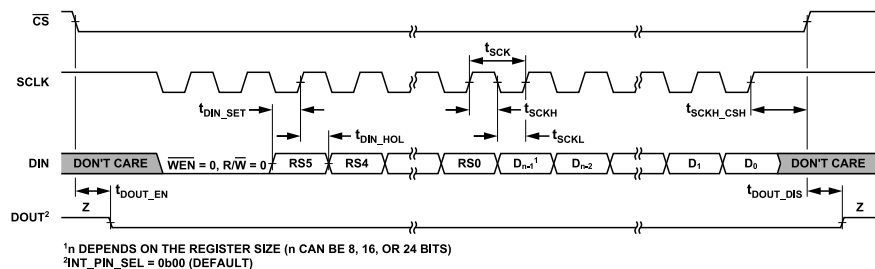 CS
tSCK
SCLK
tDIN_SET
tSCKH
tSCKH_CSH
tDIN_HOL
tSCKL
DIN DON'T CARE WEN = 0, R/W = 0 RS5 RS4 RS0 Dn-1¹ Dn-2 D1 D0 DON'T CARE
tDOUT_EN
tDOUT_DIS
DOUT² Z Z
¹n DEPENDS ON THE REGISTER SIZE (n CAN BE 8, 16, OR 24 BITS)
²INT_PIN_SEL = 0b00 (DEFAULT)